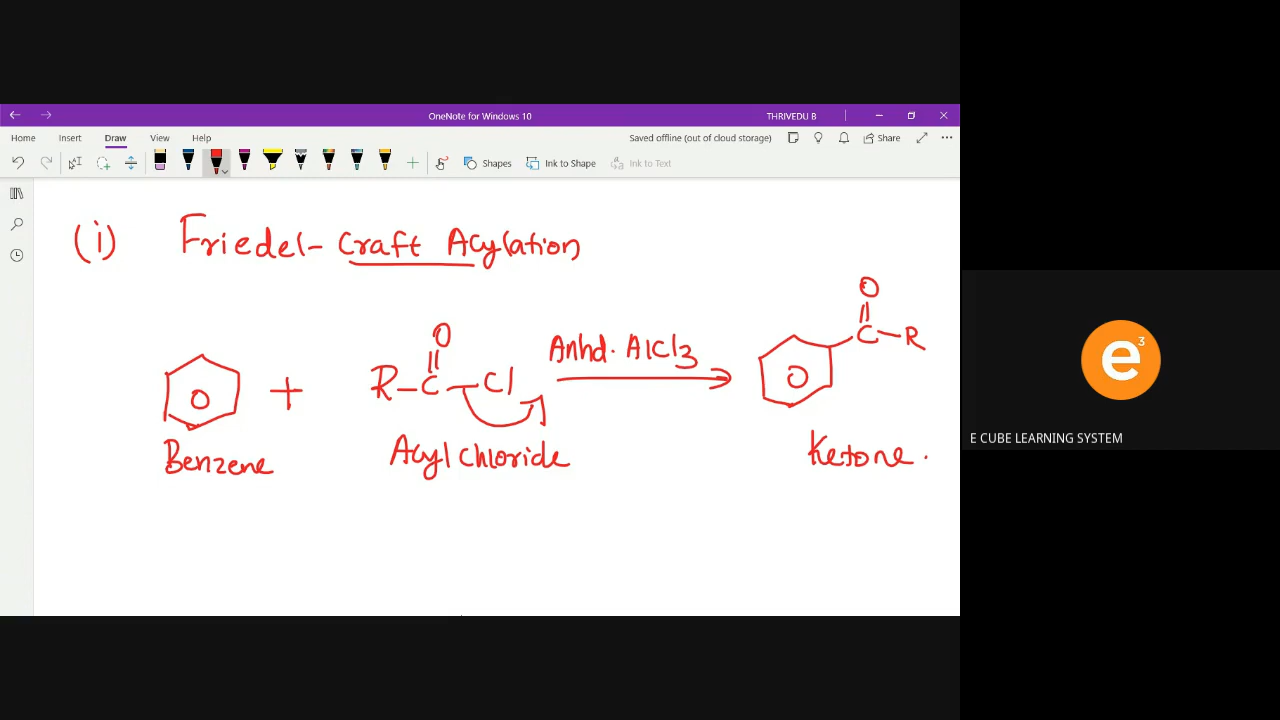 OneNote for Windows 10
THRIVEDU B
Home Insert Draw View Help
Saved offline (out of cloud storage)
Share
Shapes
Ink to Shape
Ink to Text
(i) Friedel-Craft Acylation
O
O
R-C-Cl
Anhd. AlCl3
C-R
O
+
O
Benzene
Acyl chloride
Ketone.
e3
E CUBE LEARNING SYSTEM